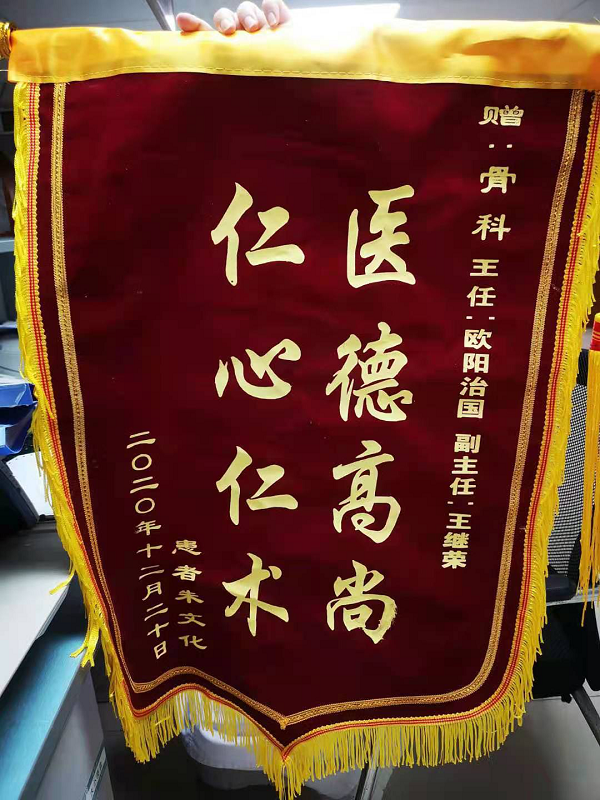 赠：骨科王任：欧阳治国 副主任：王继荣
医德高尚
仁心仁术
患者朱文化
二〇二〇年十二月二十日